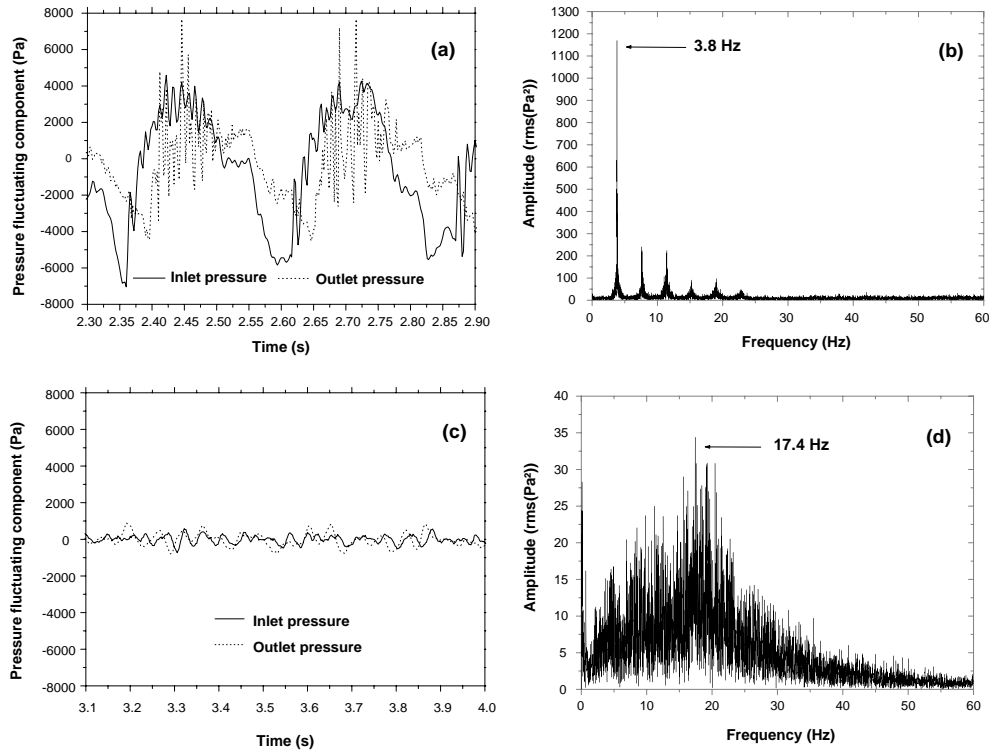 Pressure fluctuating component (Pa)
8000
6000
4000
2000
0
-2000
-4000
-6000
8000
(a)
Inlet pressure
Outlet pressure
2.30 2.35 2.40 2.45 2.50 2.55 2.60 2.65 2.70 2.75 2.80 2.85 2.90
Time (s)
Amplitude (rms(Pa²))
1300
1200
1100
1000
900
800
700
600
500
400
300
200
100
0
(b)
3.8 Hz
0 10 20 30 40 50 60
Frequency (Hz)
Pressure fluctuating component (Pa)
8000
6000
4000
2000
0
-2000
-4000
-6000
-8000
(c)
Inlet pressure
Outlet pressure
3.1 3.2 3.3 3.4 3.5 3.6 3.7 3.8 3.9 4.0
Time (s)
Amplitude (rms(Pa²))
40
35
30
25
20
15
10
5
0
(d)
17.4 Hz
0 10 20 30 40 50 60
Frequency (Hz)